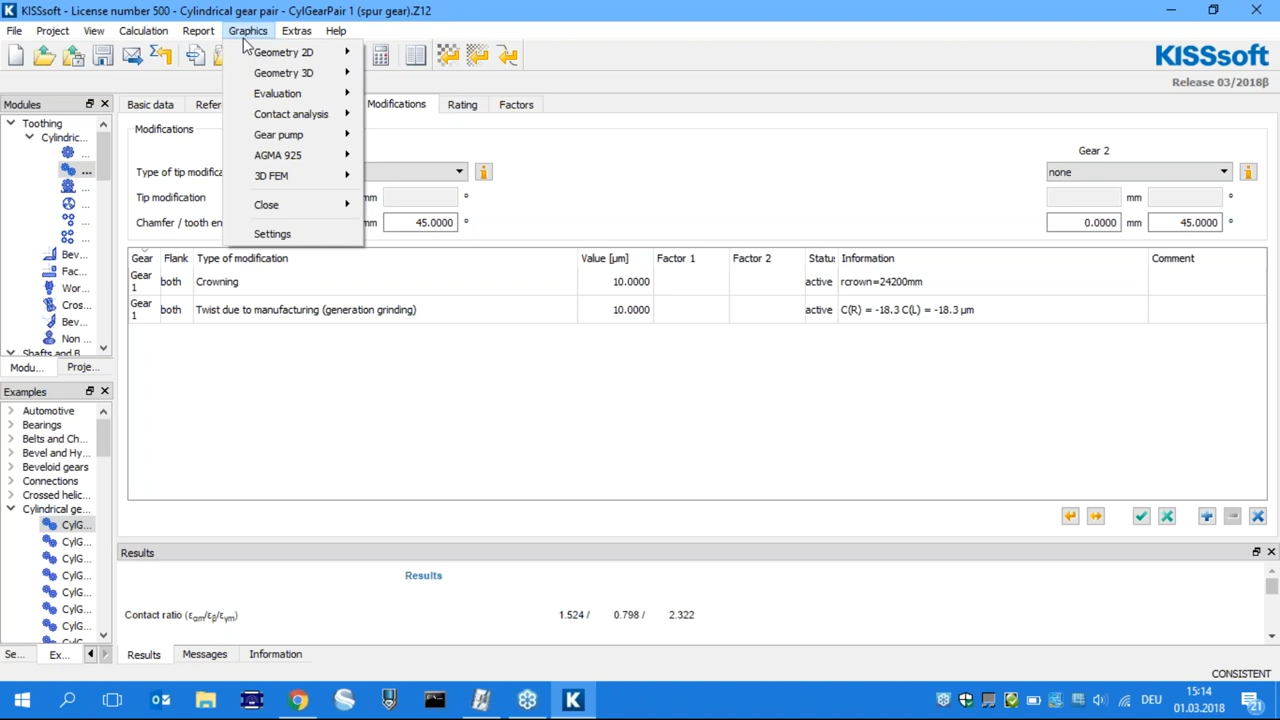 KISSsoft - License number 500 - Cylindrical gear pair - CylGearPair 1 (spur gear).Z12
File Project View Calculation Report Graphics Extras Help
KISSsoft
Release 03/2018β
Geometry 2D
Geometry 3D
Evaluation
Contact analysis
Gear pump
AGMA 925
3D FEM
Close
Settings
Modules
Toothing
Cylindric...
...
...
...
...
...
...
Bev...
Fac...
Wor...
Cros...
Bev...
Non ...
Shafts and B
Modu... Proje...
Examples
Automotive
Bearings
Belts and Ch...
Bevel and Hy...
Beveloid gears
Connections
Crossed helic...
Cylindrical ge...
CylG...
CylG...
CylG...
CylG...
CylG...
CylG...
CylG...
CylG...
Se... Ex...
Basic data Refer Modifications Rating Factors
Modifications
Gear 2
Type of tip modifica none
Tip modification mm ° mm °
Chamfer / tooth en mm 45.0000 ° 0.0000 mm 45.0000 °
Gear Flank Type of modification Value [µm] Factor 1 Factor 2 Status Information Comment
Gear 1 both Crowning 10.0000 active rcrown=24200mm
Gear 1 both Twist due to manufacturing (generation grinding) 10.0000 active C(R) = -18.3 C(L) = -18.3 µm
Results
Results
Contact ratio (εαm/εβ/εγm) 1.524 / 0.798 / 2.322
Results Messages Information
CONSISTENT
DEU 15:14
01.03.2018
21